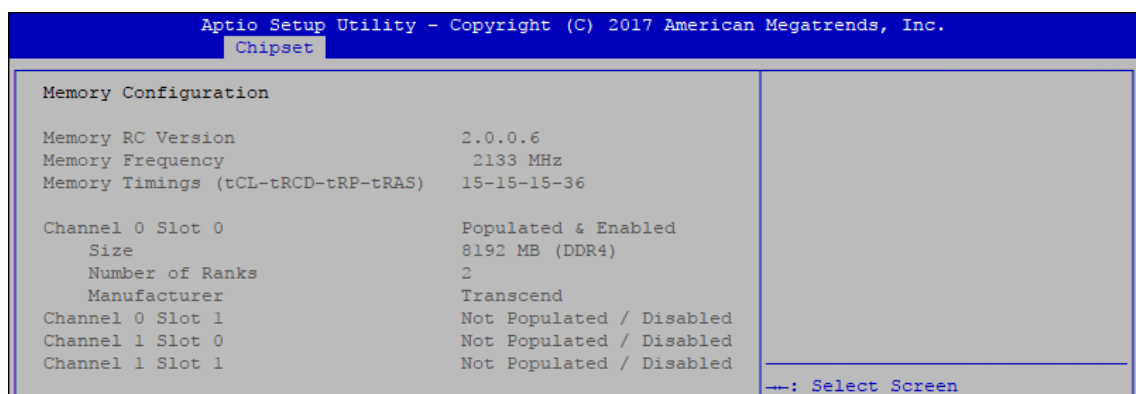 Aptio Setup Utility - Copyright (C) 2017 American Megatrends, Inc.
Chipset
Memory Configuration
Memory RC Version 2.0.0.6
Memory Frequency 2133 MHz
Memory Timings (tCL-tRCD-tRP-tRAS) 15-15-15-36
Channel 0 Slot 0 Populated & Enabled
Size 8192 MB (DDR4)
Number of Ranks 2
Manufacturer Transcend
Channel 0 Slot 1 Not Populated / Disabled
Channel 1 Slot 0 Not Populated / Disabled
Channel 1 Slot 1 Not Populated / Disabled
→←: Select Screen